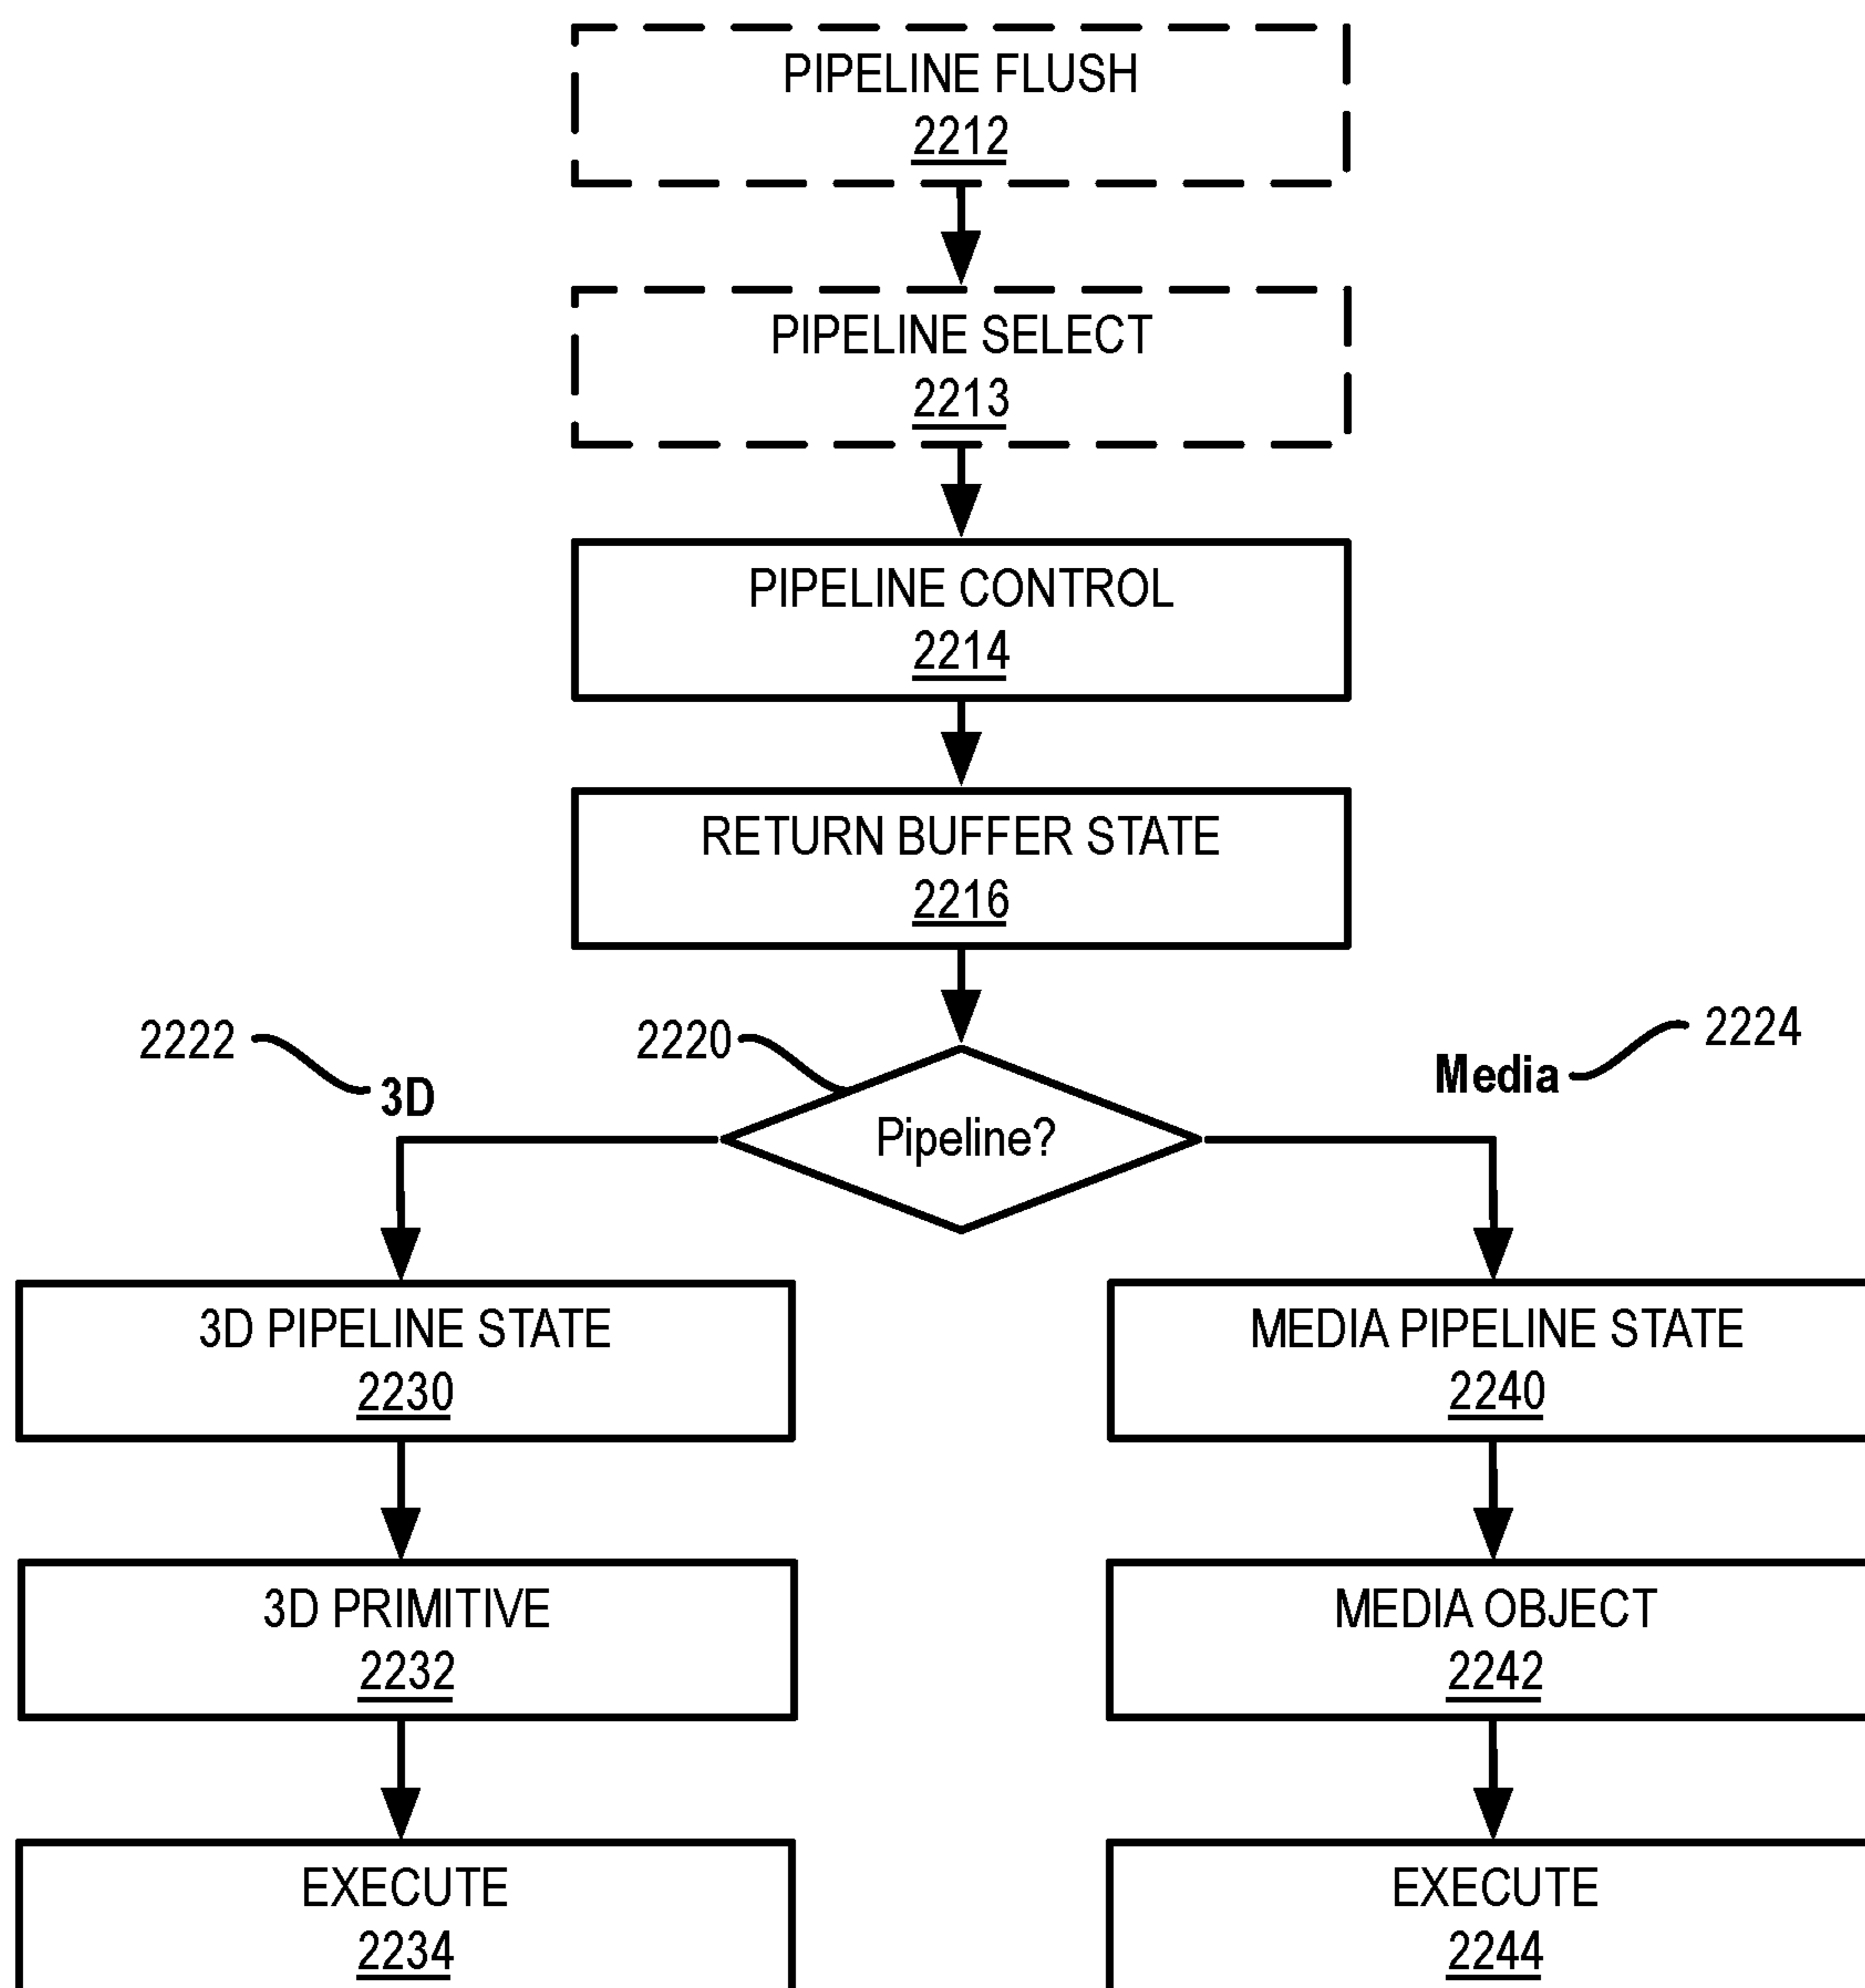 PIPELINE FLUSH
2212
PIPELINE SELECT
2213
PIPELINE CONTROL
2214
RETURN BUFFER STATE
2216
2222
2220
2224
3D
Media
Pipeline?
3D PIPELINE STATE
2230
MEDIA PIPELINE STATE
2240
3D PRIMITIVE
2232
MEDIA OBJECT
2242
EXECUTE
2234
EXECUTE
2244